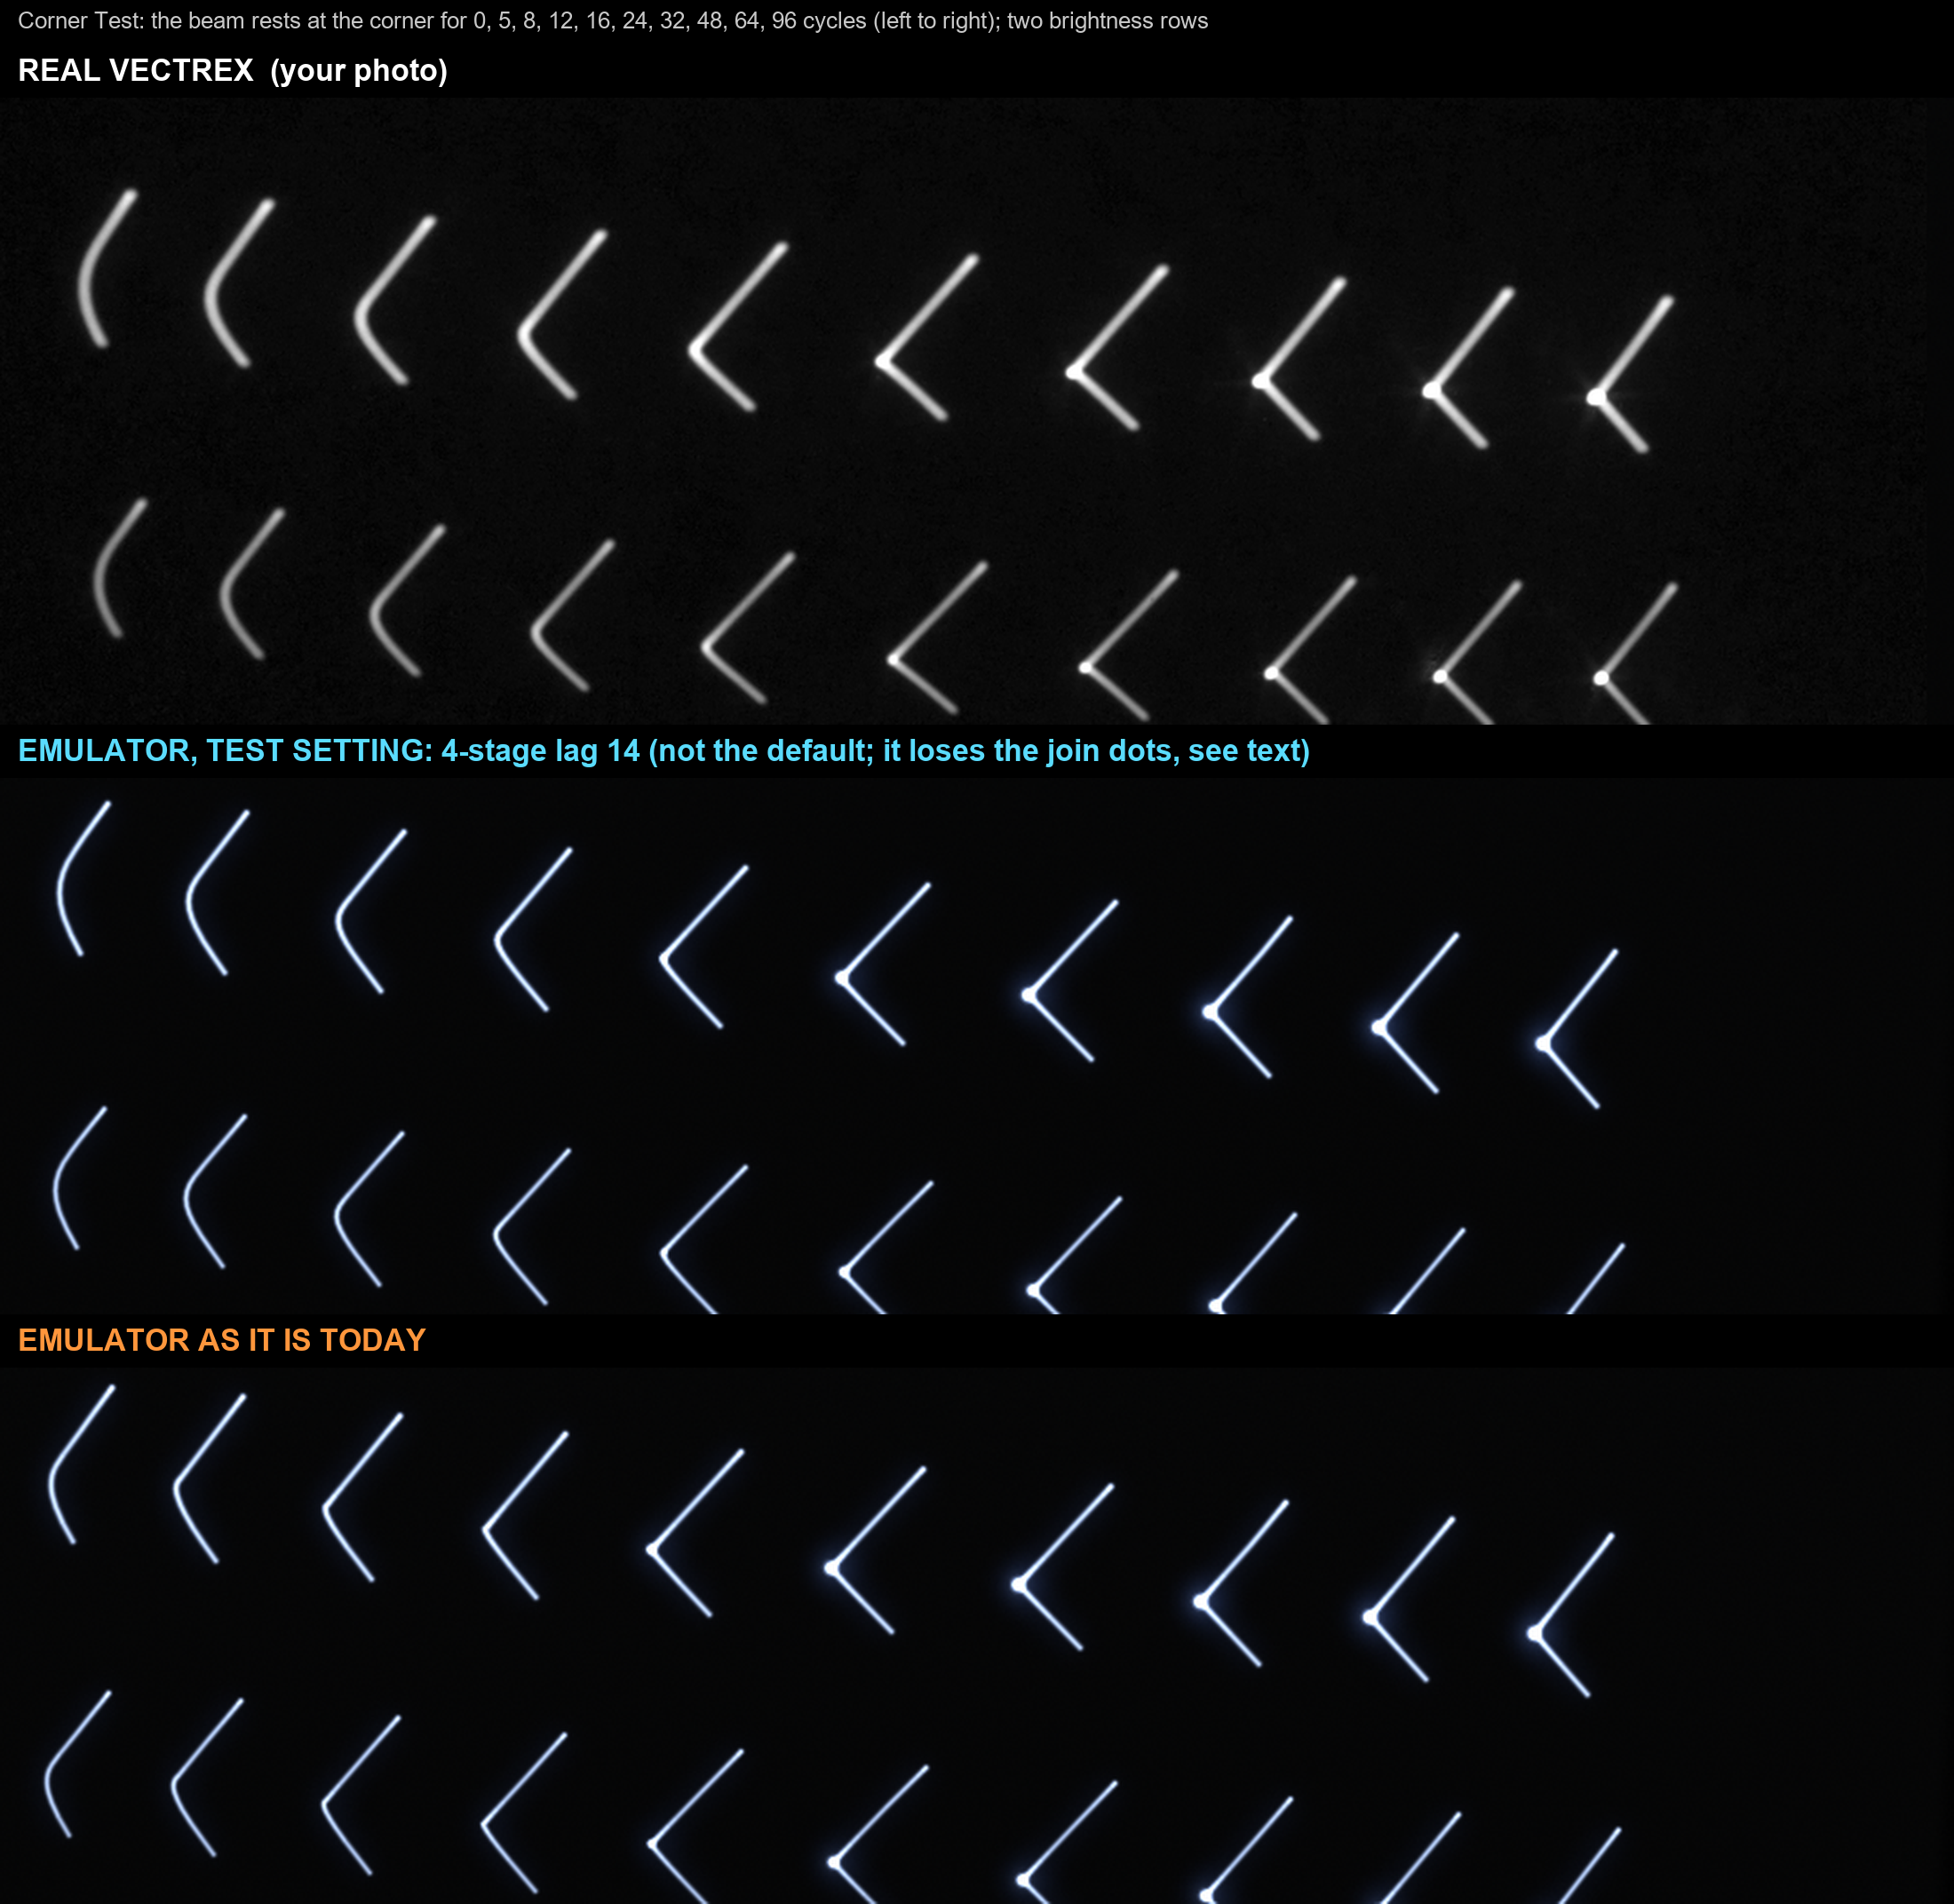 Corner Test: the beam rests at the corner for 0, 5, 8, 12, 16, 24, 32, 48, 64, 96 cycles (left to right); two brightness rows
REAL VECTREX (your photo)
EMULATOR, TEST SETTING: 4-stage lag 14 (not the default; it loses the join dots, see text)
EMULATOR AS IT IS TODAY